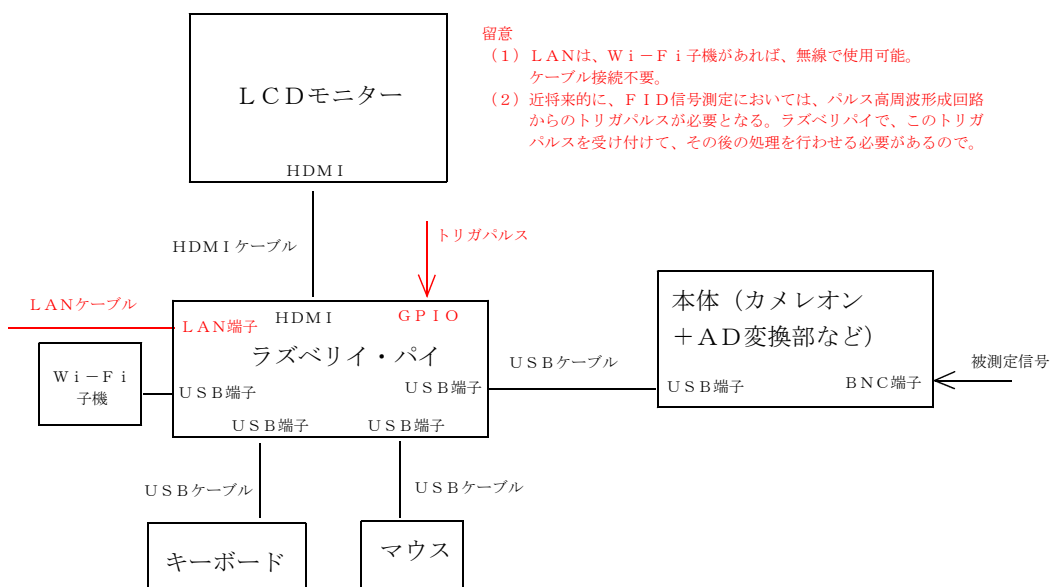 留意
（１）ＬＡＮは、Ｗｉ－Ｆｉ子機があれば、無線で使用可能。
ケーブル接続不要。
（２）近将来的に、ＦＩＤ信号測定においては、パルス高周波形成回路
からのトリガパルスが必要となる。ラズベリパイで、このトリガ
パルスを受け付けて、その後の処理を行わせる必要があるので。
ＬＣＤモニター
ＨＤＭＩ
ＨＤＭＩケーブル
トリガパルス
ＬＡＮケーブル
ＬＡＮ端子
ＨＤＭＩ
ＧＰＩＯ
ラズベリイ・パイ
ＵＳＢ端子
ＵＳＢ端子
ＵＳＢ端子
ＵＳＢ端子
Ｗｉ－Ｆｉ
子機
ＵＳＢケーブル
本体（カメレオン
＋ＡＤ変換部など）
ＵＳＢ端子
ＢＮＣ端子
被測定信号
ＵＳＢケーブル
ＵＳＢケーブル
キーボード
マウス